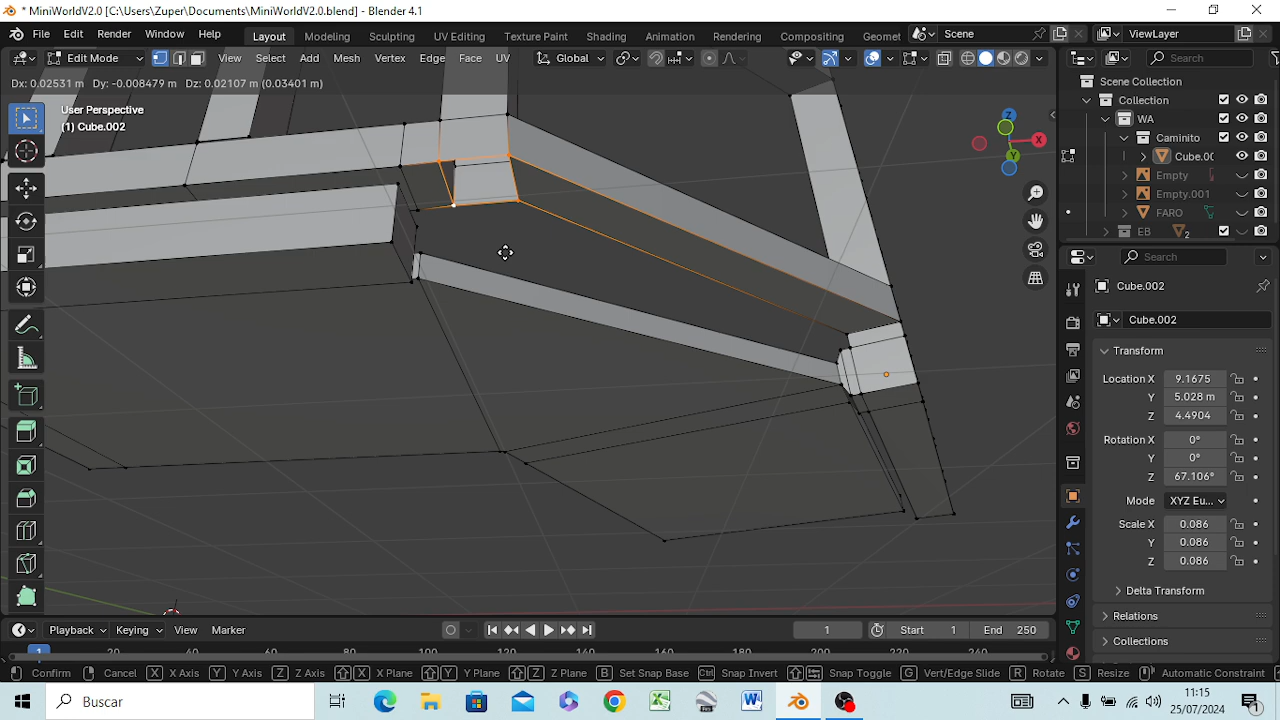 * MiniWorldV2.0 [C:\Users\Zuper\Documents\MiniWorldV2.0.blend] - Blender 4.1
File Edit Render Window Help Layout Modeling Sculpting UV Editing Texture Paint Shading Animation Rendering Compositing Geomet Scene ViewLayer
Edit Mode View Select Add Mesh Vertex Edge Face UV Global Search
Dx: 0.02531 m Dy: -0.008479 m Dz: 0.02107 m (0.03401 m)
User Perspective
(1) Cube.002
Z
X
Y
Scene Collection
Collection
WA
Caminito
Cube.00
Empty
Empty.001
FARO
EB 2
Search
Cube.002
Cube.002
Transform
Location X 9.1675
Y 5.028 m
Z 4.4904
Rotation X 0°
Y 0°
Z 67.106°
Mode XYZ Eu...
Scale X 0.086
Y 0.086
Z 0.086
Delta Transform
Relations
Collections
Playback Keying View Marker 1 Start 1 End 250
1 20 40 60 80 100 120 140 160 180 200 220 240
Confirm Cancel X X Axis Y Y Axis Z Z Axis X X Plane Y Y Plane Z Z Plane B Set Snap Base Snap Invert Snap Toggle G Vert/Edge Slide R Rotate S Resize Automatic Constraint
Buscar
11:15
25/07/2024
1